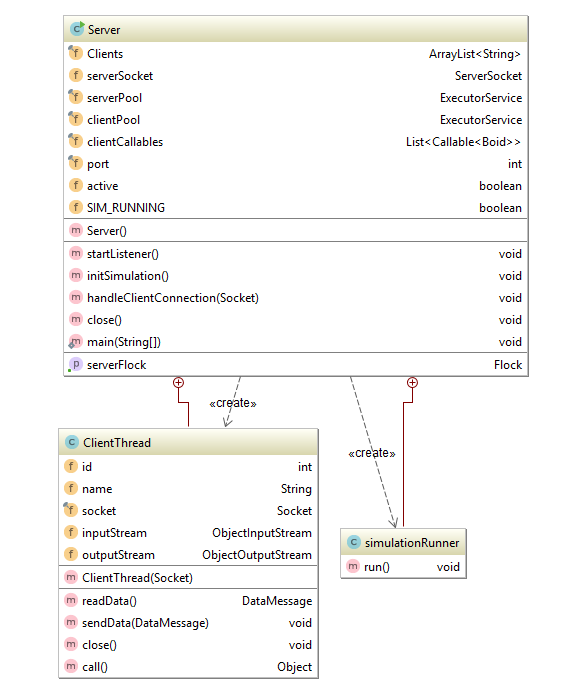 C Server
f Clients ArrayList<String>
f serverSocket ServerSocket
f serverPool ExecutorService
f clientPool ExecutorService
f clientCallables List<Callable<Boid>>
f port int
f active boolean
f SIM_RUNNING boolean
m Server()
m startListener() void
m initSimulation() void
m handleClientConnection(Socket) void
m close() void
m main(String[]) void
p serverFlock Flock
«create»
«create»
C ClientThread
f id int
f name String
f socket Socket
f inputStream ObjectInputStream
f outputStream ObjectOutputStream
m ClientThread(Socket)
m readData() DataMessage
m sendData(DataMessage) void
m close() void
m call() Object
C simulationRunner
m run() void